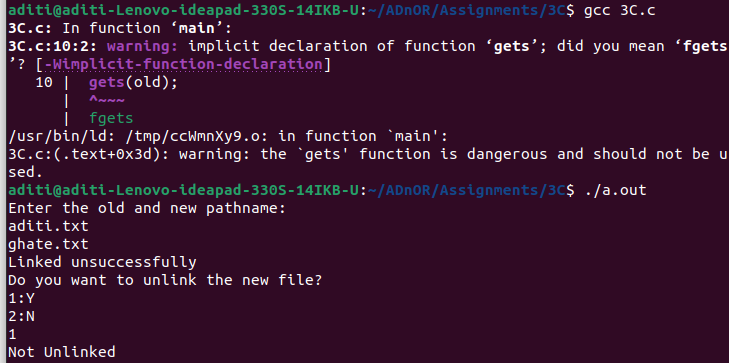 aditi@aditi-Lenovo-ideapad-330S-14IKB-U:~/ADnOR/Assignments/3C$ gcc 3C.c
3C.c: In function ‘main’:
3C.c:10:2: warning: implicit declaration of function ‘gets’; did you mean ‘fgets
’? [-Wimplicit-function-declaration]
   10 |  gets(old);
      |  ^~~~
      |  fgets
/usr/bin/ld: /tmp/ccWmnXy9.o: in function `main':
3C.c:(.text+0x3d): warning: the `gets' function is dangerous and should not be u
sed.
aditi@aditi-Lenovo-ideapad-330S-14IKB-U:~/ADnOR/Assignments/3C$ ./a.out
Enter the old and new pathname:
aditi.txt
ghate.txt
Linked unsuccessfully
Do you want to unlink the new file?
1:Y
2:N
1
Not Unlinked